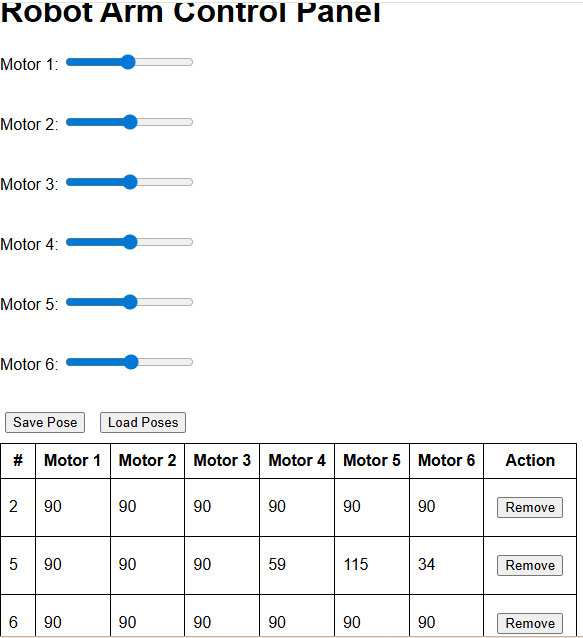 Robot Arm Control Panel
Motor 1:
Motor 2:
Motor 3:
Motor 4:
Motor 5:
Motor 6:
Save Pose Load Poses
# Motor 1 Motor 2 Motor 3 Motor 4 Motor 5 Motor 6 Action
2 90 90 90 90 90 90 Remove
5 90 90 90 59 115 34 Remove
6 90 90 90 90 90 90 Remove